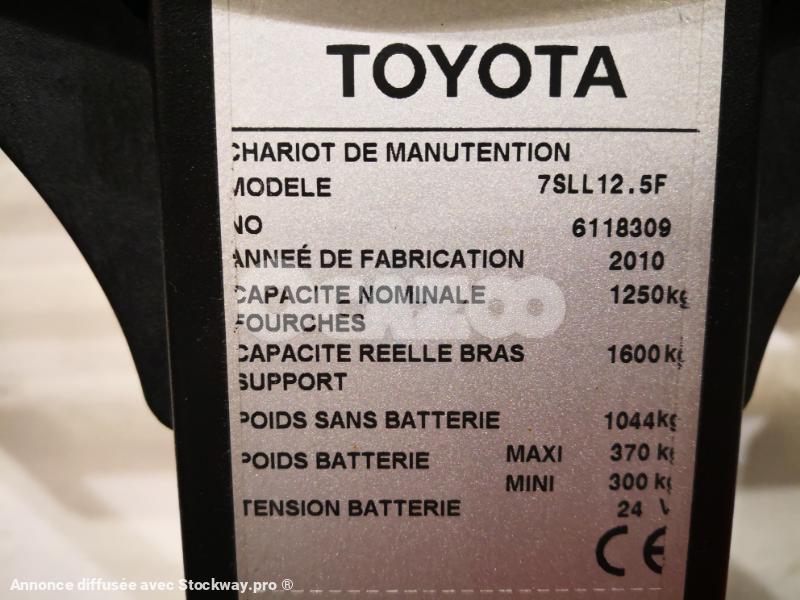 TOYOTA
CHARIOT DE MANUTENTION
MODELE 7SLL12.5F
NO 6118309
ANNEÉ DE FABRICATION 2010
CAPACITE NOMINALE 1250kg
FOURCHES
CAPACITE REELLE BRAS 1600kg
SUPPORT
POIDS SANS BATTERIE 1044kg
POIDS BATTERIE MAXI 370 kg
MINI 300 kg
TENSION BATTERIE 24 V
CE
Annonce diffusée avec Stockway.pro ®